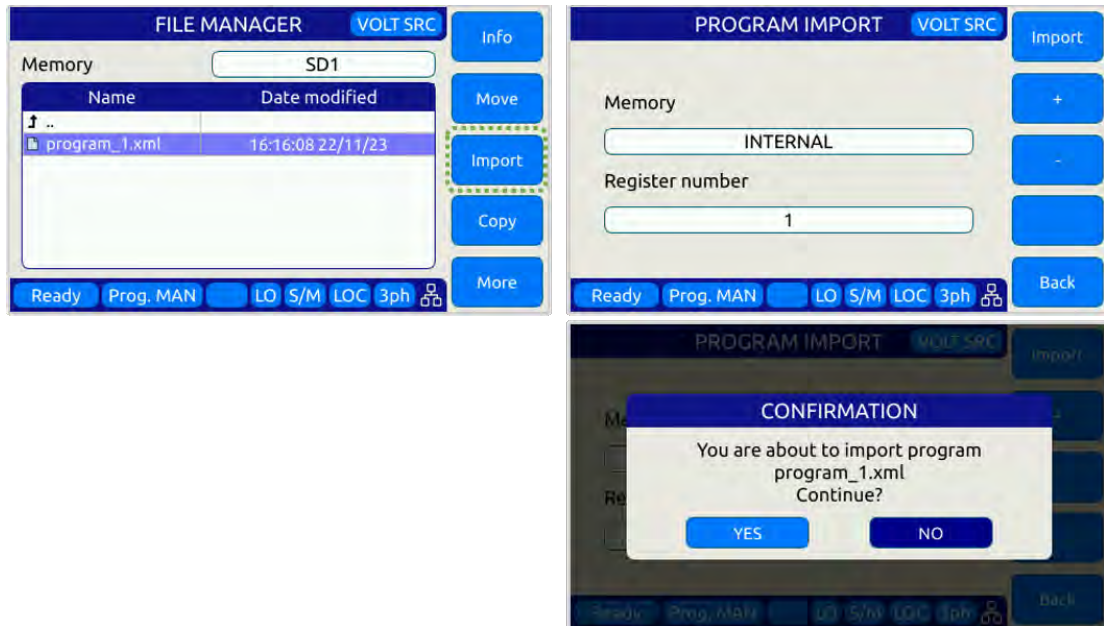 FILE MANAGER VOLT SRC
Info
Memory SD1
Name Date modified
Move
..
program_1.xml 16:16:08 22/11/23
Import
Copy
More
Ready Prog. MAN LO S/M LOC 3ph
PROGRAM IMPORT VOLT SRC
Import
Memory
+
INTERNAL
-
Register number
1
Back
Ready Prog. MAN LO S/M LOC 3ph
PROGRAM IMPORT VOLT SRC
Import
Me
CONFIRMATION
You are about to import program
program_1.xml
Continue?
Re
YES NO
Back
Ready Prog. MAN LO S/M LOC 3ph